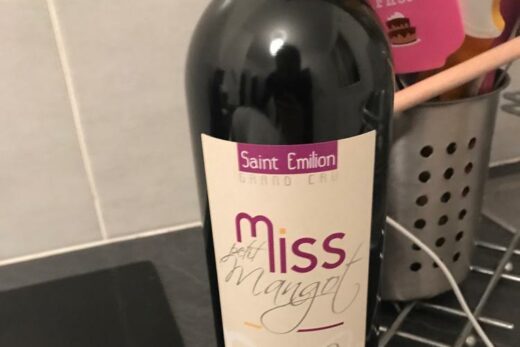 Saint Emilion
GRAND CRU
Miss
petit
Mangot